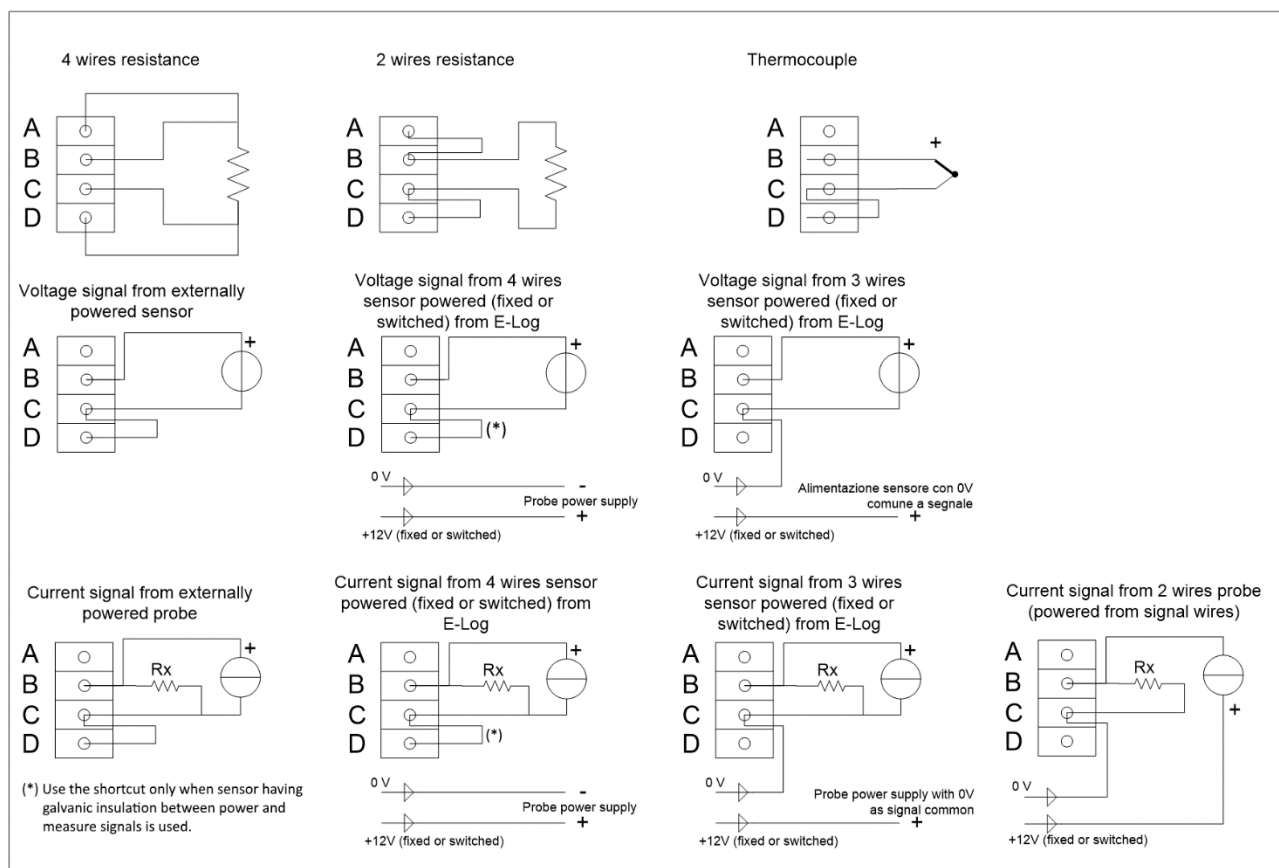 4 wires resistance
2 wires resistance
Thermocouple
A
B
C
D
A
B
C
D
A
B
C
D
+
Voltage signal from externally
powered sensor
A
B
C
D
+
Voltage signal from 4 wires
sensor powered (fixed or
switched) from E-Log
A
B
C
D
+
(*)
0 V
-
Probe power supply
+
+12V (fixed or switched)
Voltage signal from 3 wires
sensor powered (fixed or
switched) from E-Log
A
B
C
D
+
0 V
Alimentazione sensore con 0V
comune a segnale
+
+12V (fixed or switched)
Current signal from externally
powered probe
A
B
C
D
Rx
+
(*) Use the shortcut only when sensor having
galvanic insulation between power and
measure signals is used.
Current signal from 4 wires sensor
powered (fixed or switched) from
E-Log
A
B
C
D
Rx
+
(*)
0 V
-
Probe power supply
+
+12V (fixed or switched)
Current signal from 3 wires
sensor powered (fixed or
switched) from E-Log
A
B
C
D
Rx
+
0 V
Probe power supply with 0V
as signal common
+
+12V (fixed or switched)
Current signal from 2 wires probe
(powered from signal wires)
A
B
C
D
Rx
+
0 V
+12V (fixed or switched)